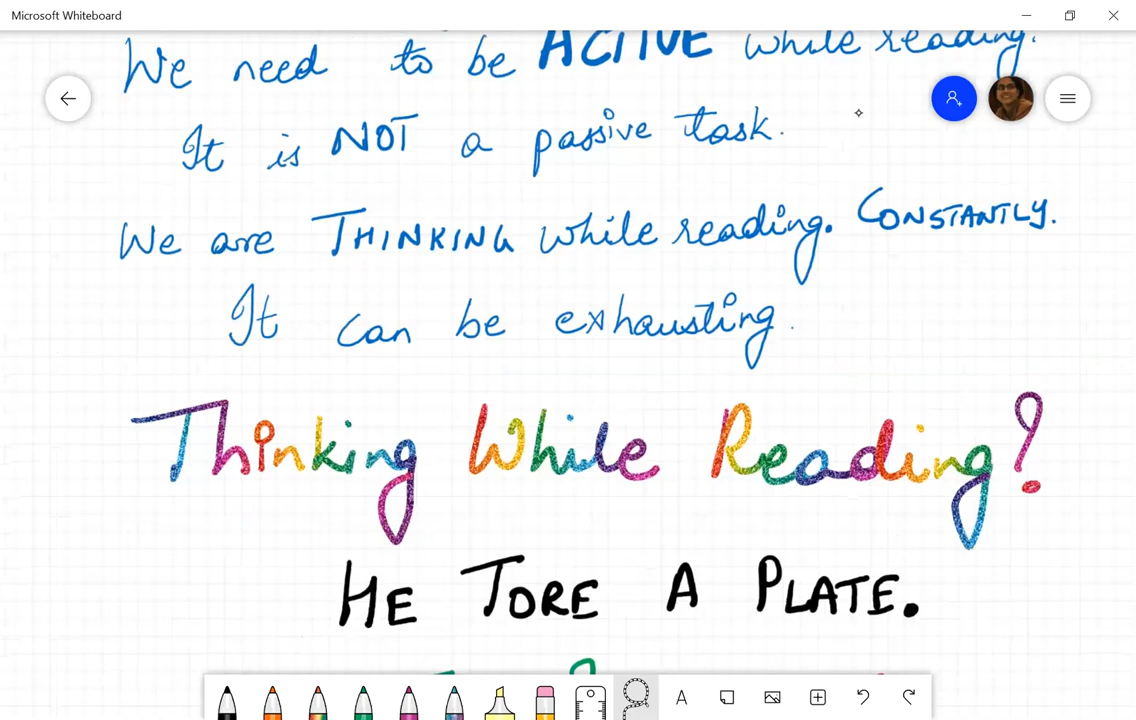 Microsoft Whiteboard
We need to be ACTIVE while reading.
It is NOT a passive task.
We are THINKING while reading. CONSTANTLY.
It can be exhausting.
Thinking While Reading?
HE TORE A PLATE.
A